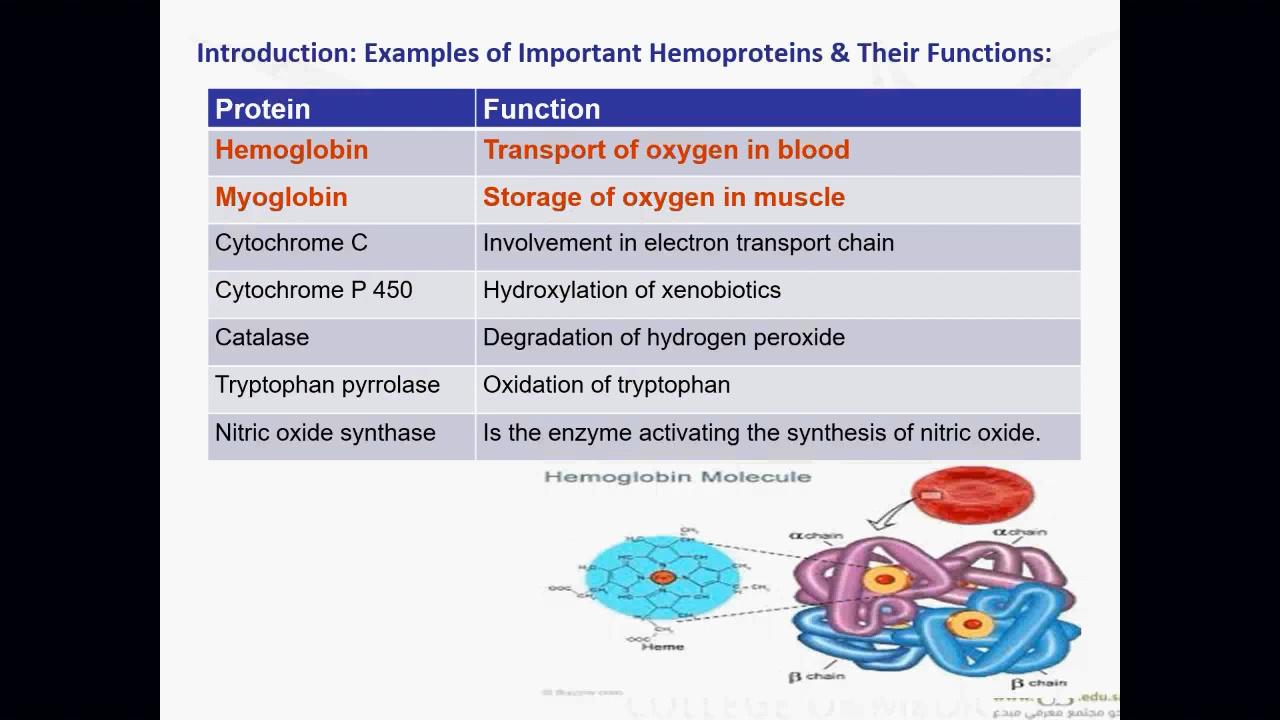 Introduction: Examples of Important Hemoproteins & Their Functions:
Protein Function
Hemoglobin Transport of oxygen in blood
Myoglobin Storage of oxygen in muscle
Cytochrome C Involvement in electron transport chain
Cytochrome P 450 Hydroxylation of xenobiotics
Catalase Degradation of hydrogen peroxide
Tryptophan pyrrolase Oxidation of tryptophan
Nitric oxide synthase Is the enzyme activating the synthesis of nitric oxide.
Hemoglobin Molecule
α chain α chain
Heme
β chain β chain
مجتمع معرفي مبدع